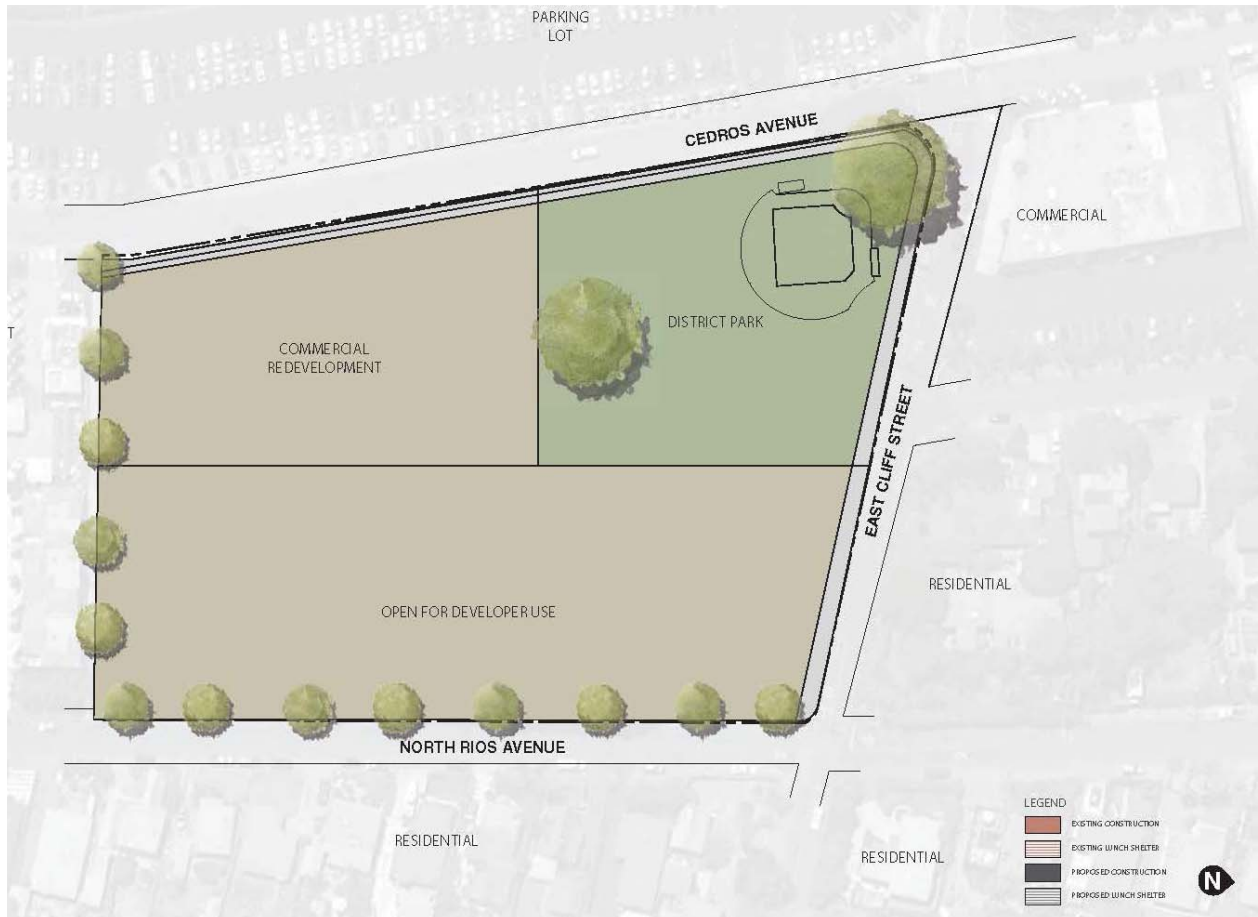 PARKING
LOT
CEDROS AVENUE
COMMERCIAL
T
COMMERCIAL
REDEVELOPMENT
DISTRICT PARK
EAST CLIFF STREET
OPEN FOR DEVELOPER USE
RESIDENTIAL
NORTH RIOS AVENUE
RESIDENTIAL
RESIDENTIAL
LEGEND
EXISTING CONSTRUCTION
EXISTING LUNCH SHELTER
PROPOSED CONSTRUCTION
PROPOSED LUNCH SHELTER
N